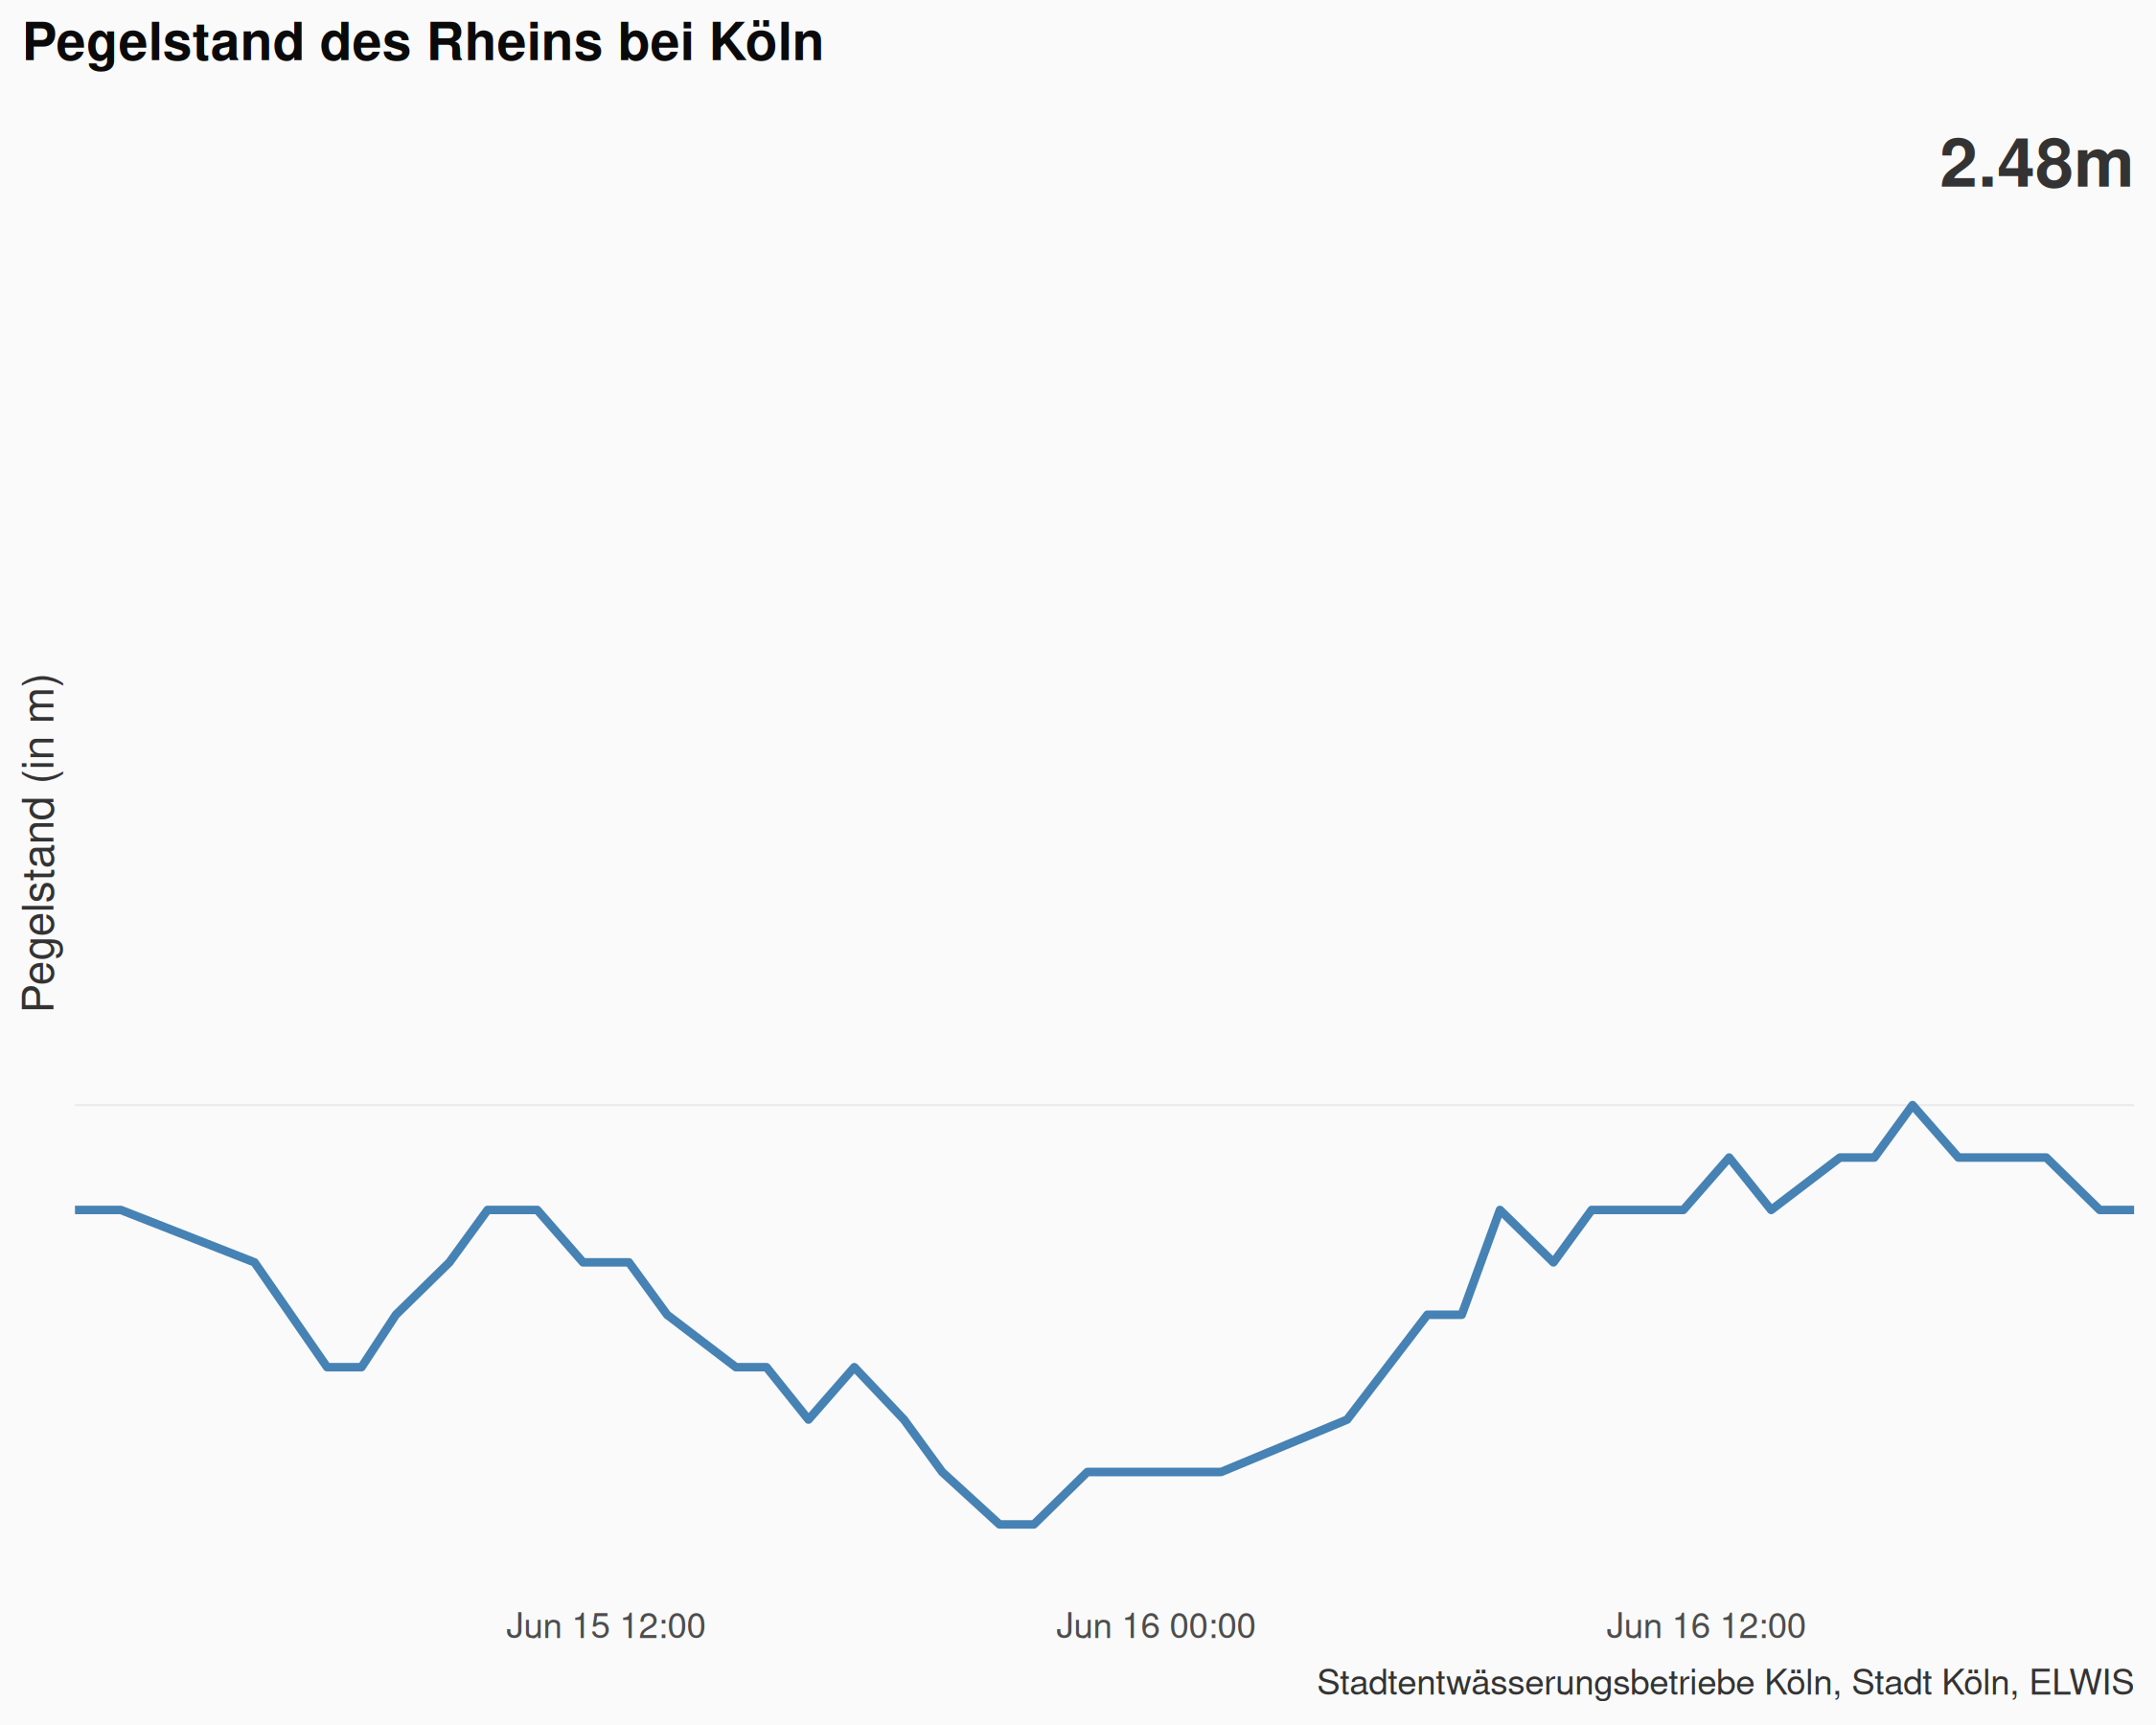 Pegelstand des Rheins bei Köln
2.48m
Pegelstand (in m)
Jun 15 12:00
Jun 16 00:00
Jun 16 12:00
Stadtentwässerungsbetriebe Köln, Stadt Köln, ELWIS